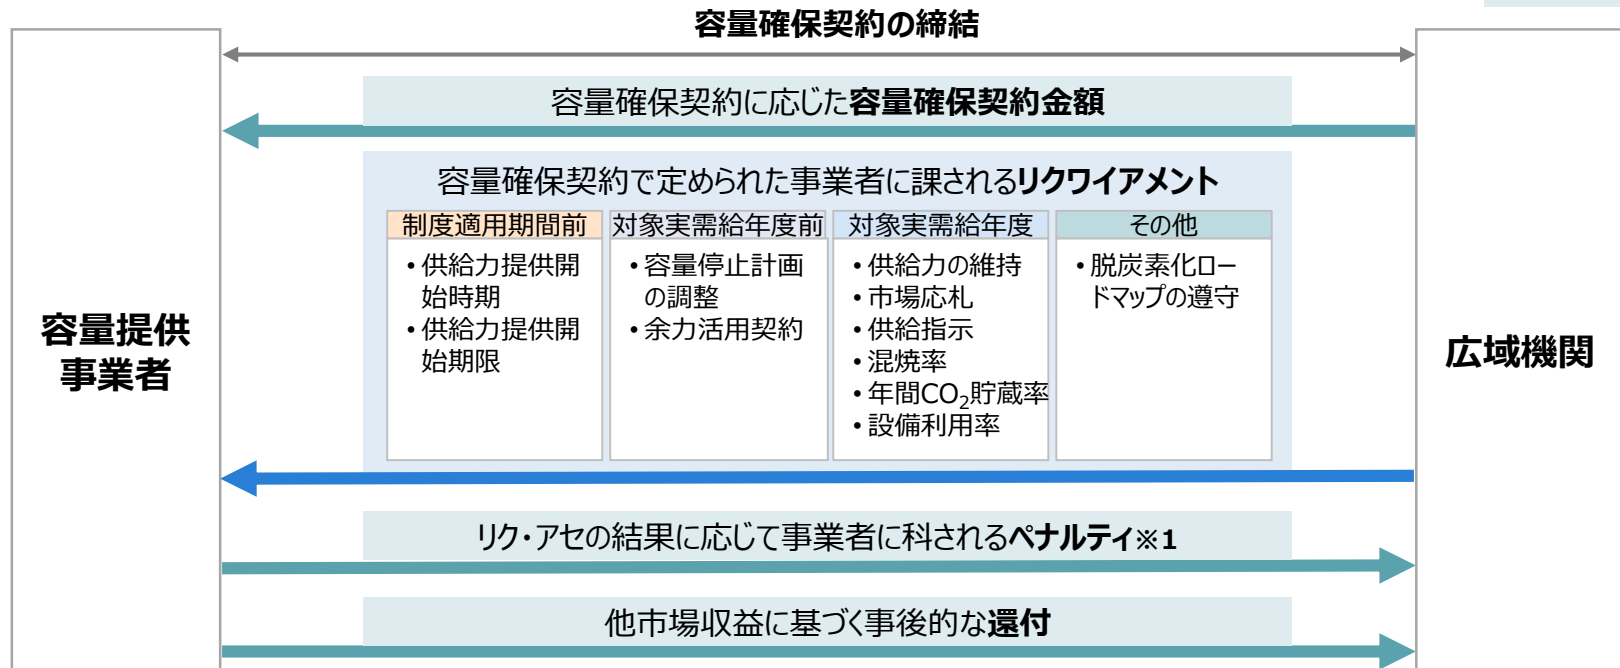 容量確保契約の締結
容量確保契約に応じた容量確保契約金額
容量確保契約で定められた事業者に課されるリクワイアメント
制度適用期間前
・供給力提供開
始時期
・供給力提供開
始期限
対象実需給年度前
・容量停止計画
の調整
・余力活用契約
対象実需給年度
・供給力の維持
・市場応札
・供給指示
・混焼率
・年間CO₂貯蔵率
・設備利用率
その他
・脱炭素化ロー
ドマップの遵守
容量提供
事業者
広域機関
リク・アセの結果に応じて事業者に科されるペナルティ※1
他市場収益に基づく事後的な還付